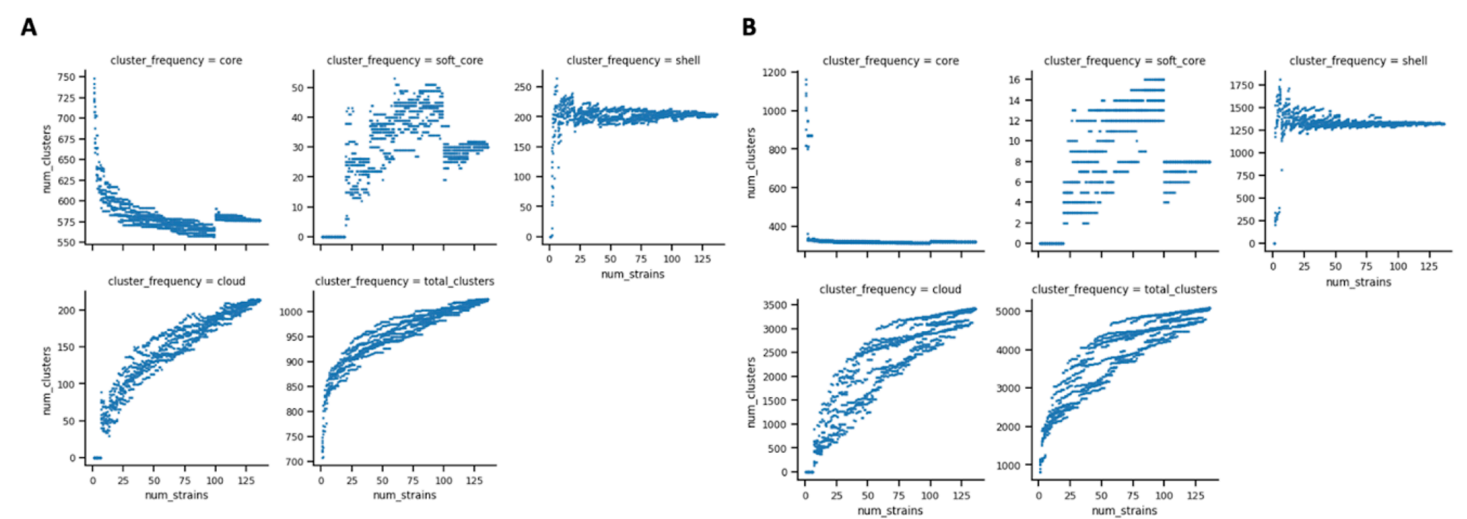 A
cluster_frequency = core
cluster_frequency = soft_core
cluster_frequency = shell
num_clusters
750
725
700
675
650
625
600
575
550
50
40
30
20
10
0
250
200
150
100
50
0
0 25 50 75 100 125
num_strains
cluster_frequency = cloud
cluster_frequency = total_clusters
num_clusters
200
150
100
50
0
1000
950
900
850
800
750
700
0 25 50 75 100 125
num_strains
0 25 50 75 100 125
num_strains
B
cluster_frequency = core
cluster_frequency = soft_core
cluster_frequency = shell
num_clusters
1200
1000
800
600
400
16
14
12
10
8
6
4
2
0
1750
1500
1250
1000
750
500
250
0
0 25 50 75 100 125
num_strains
cluster_frequency = cloud
cluster_frequency = total_clusters
num_clusters
3500
3000
2500
2000
1500
1000
500
0
5000
4000
3000
2000
1000
0 25 50 75 100 125
num_strains
0 25 50 75 100 125
num_strains